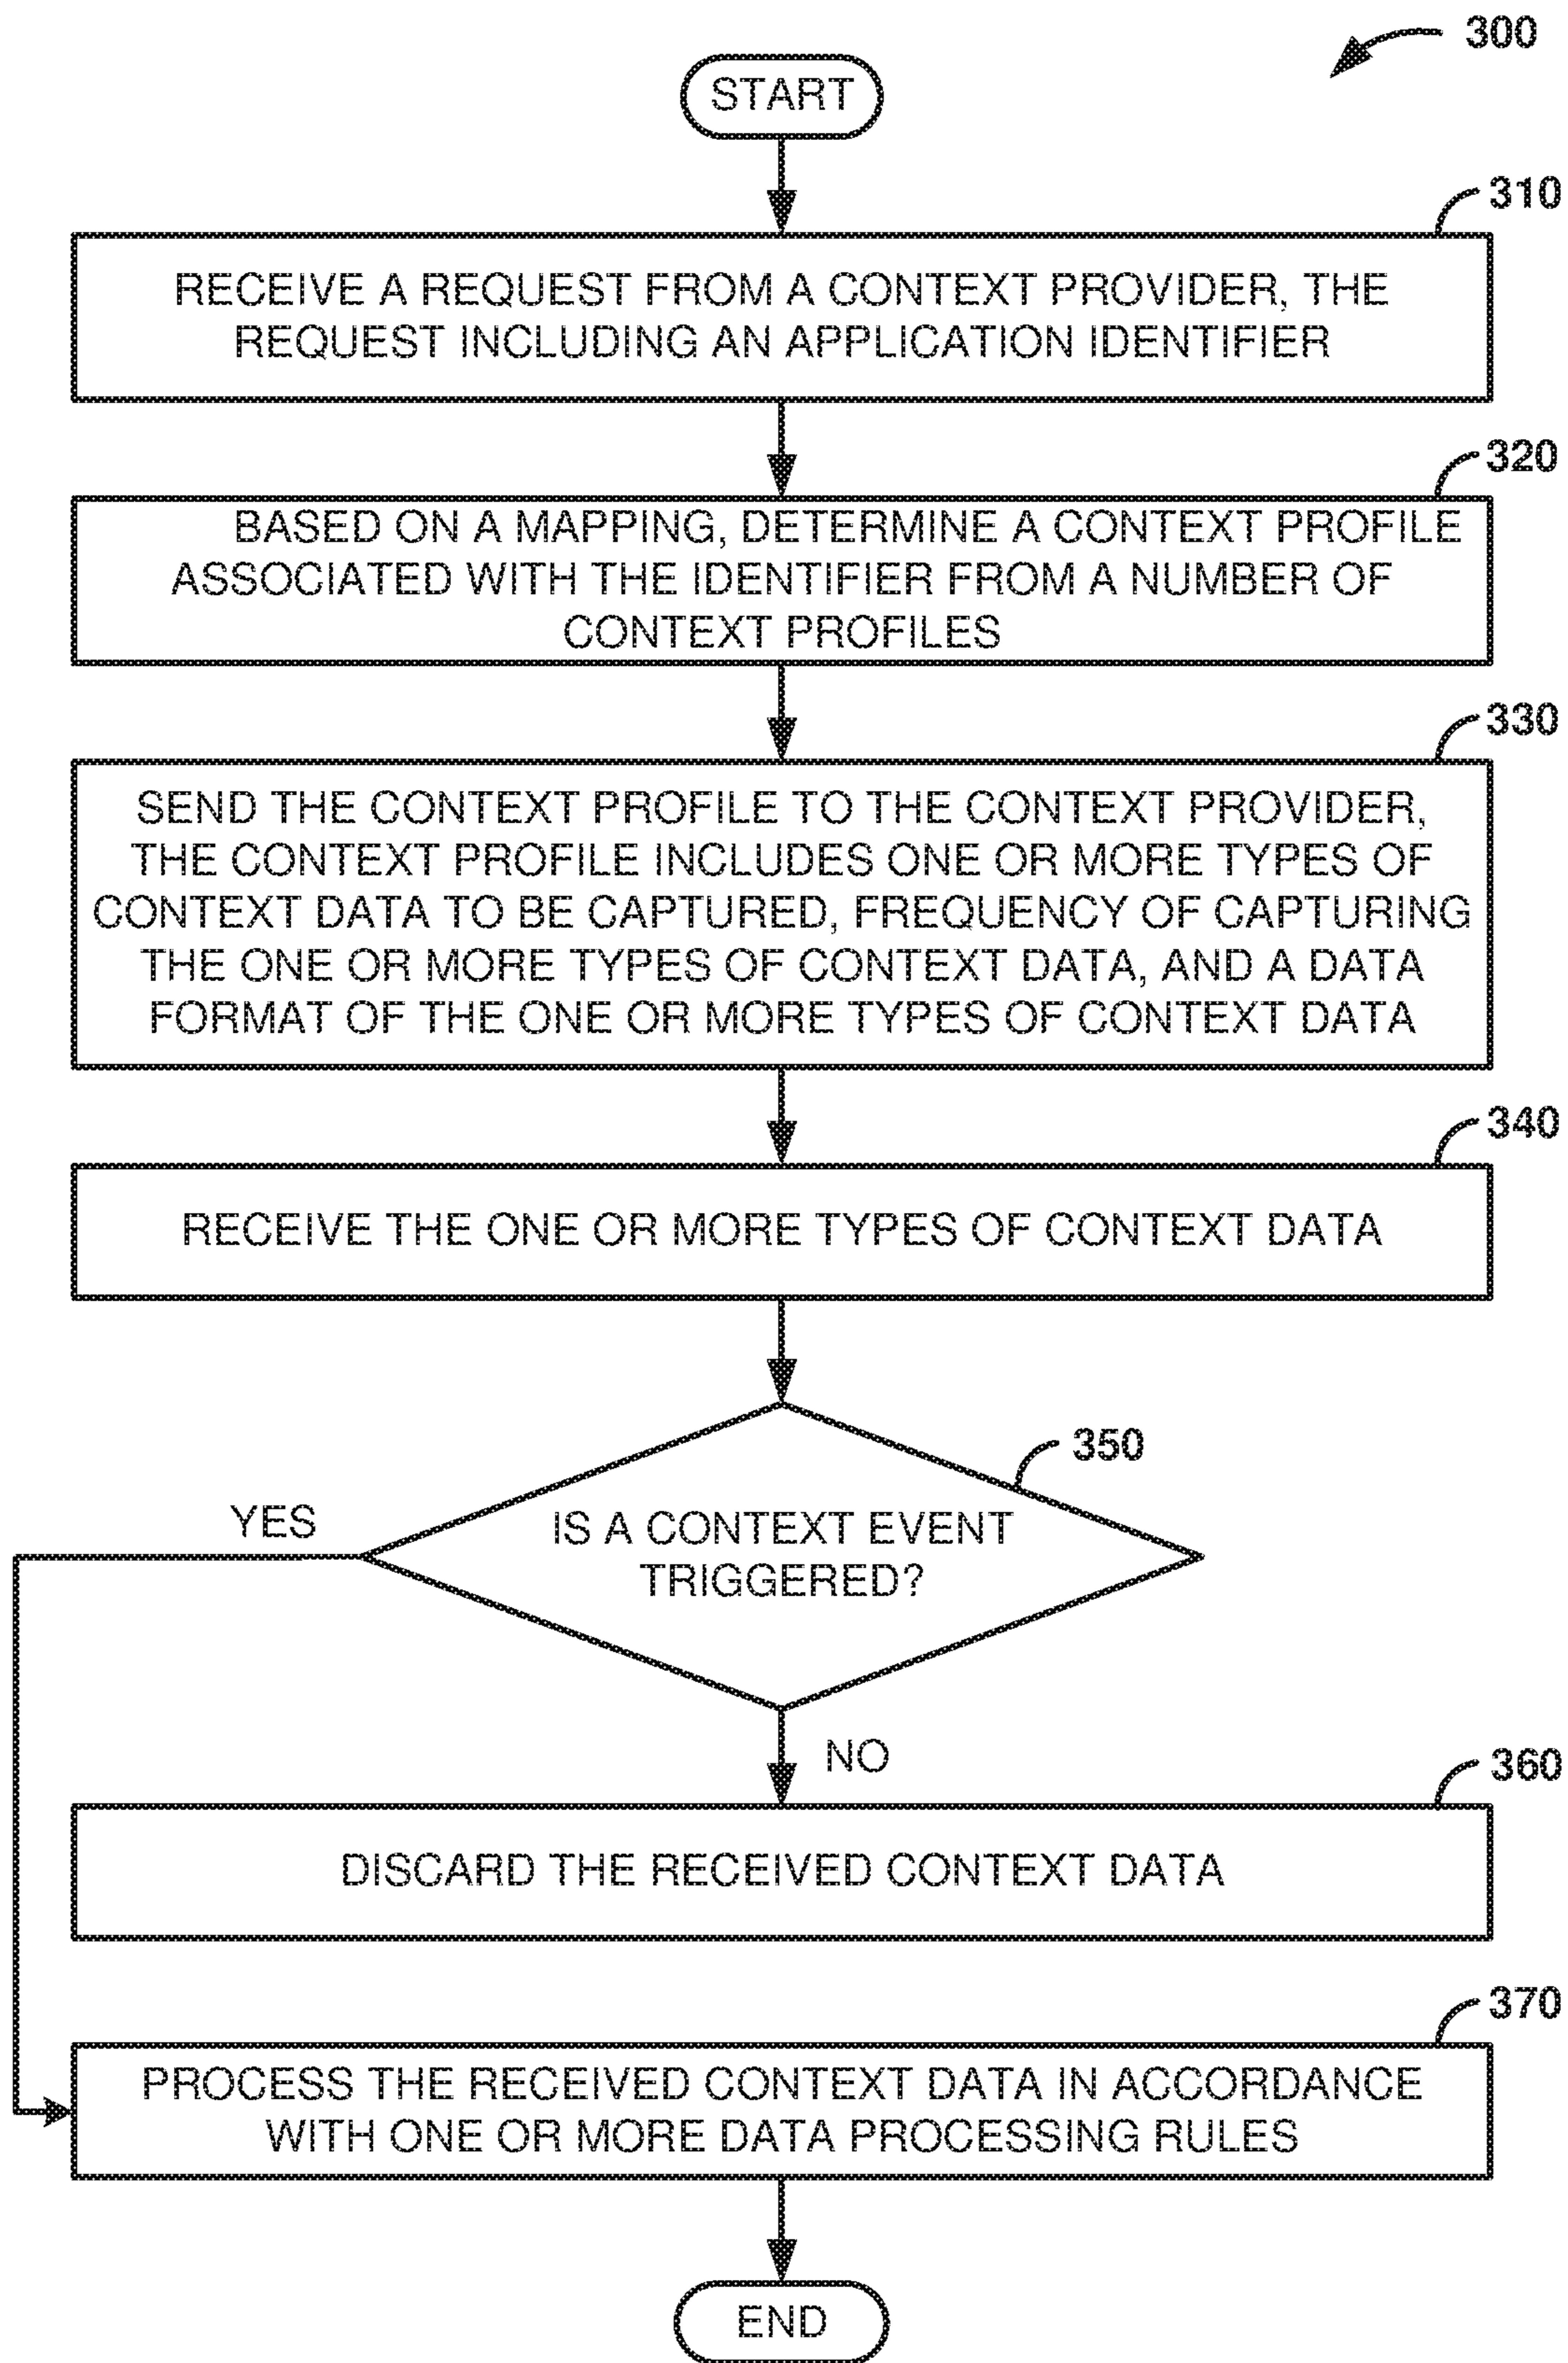 300
START
310
RECEIVE A REQUEST FROM A CONTEXT PROVIDER, THE
REQUEST INCLUDING AN APPLICATION IDENTIFIER
320
BASED ON A MAPPING, DETERMINE A CONTEXT PROFILE
ASSOCIATED WITH THE IDENTIFIER FROM A NUMBER OF
CONTEXT PROFILES
330
SEND THE CONTEXT PROFILE TO THE CONTEXT PROVIDER,
THE CONTEXT PROFILE INCLUDES ONE OR MORE TYPES OF
CONTEXT DATA TO BE CAPTURED, FREQUENCY OF CAPTURING
THE ONE OR MORE TYPES OF CONTEXT DATA, AND A DATA
FORMAT OF THE ONE OR MORE TYPES OF CONTEXT DATA
340
RECEIVE THE ONE OR MORE TYPES OF CONTEXT DATA
350
YES
IS A CONTEXT EVENT
TRIGGERED?
NO
360
DISCARD THE RECEIVED CONTEXT DATA
370
PROCESS THE RECEIVED CONTEXT DATA IN ACCORDANCE
WITH ONE OR MORE DATA PROCESSING RULES
END